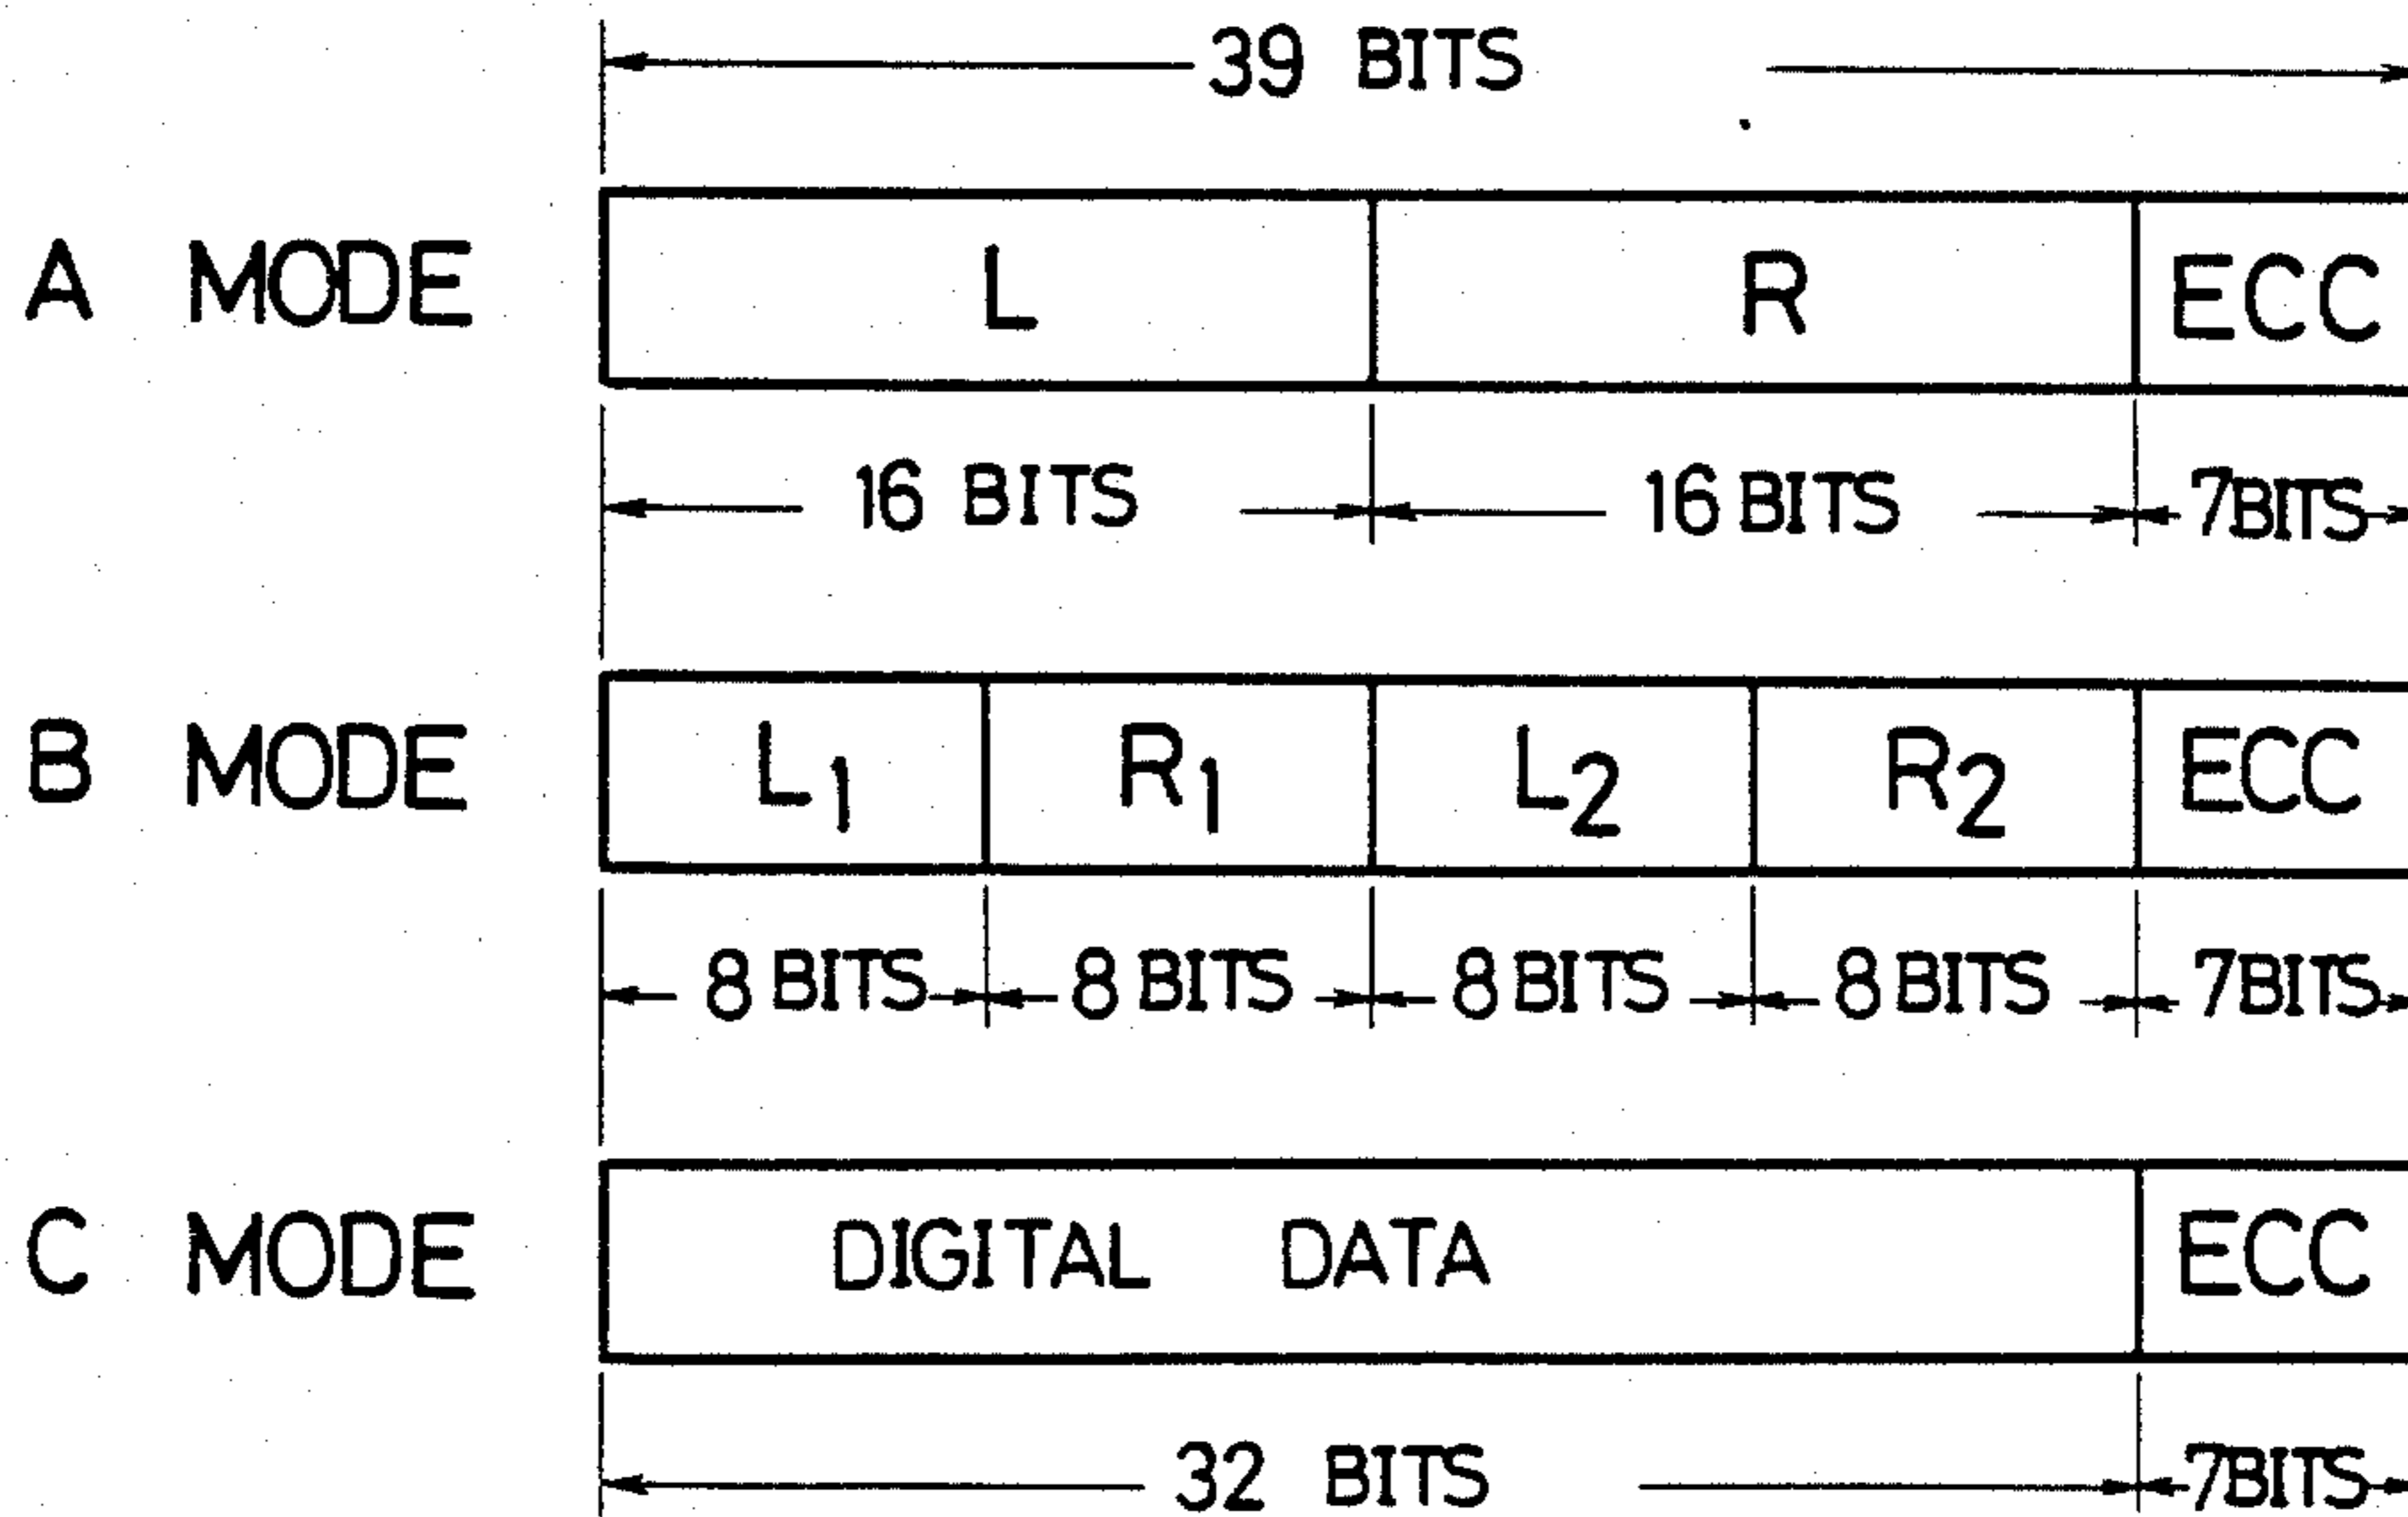 39 BITS
A MODE L R ECC
16 BITS 16 BITS 7BITS
B MODE L1 R1 L2 R2 ECC
8 BITS 8 BITS 8 BITS 8 BITS 7BITS
C MODE DIGITAL DATA ECC
32 BITS 7BITS